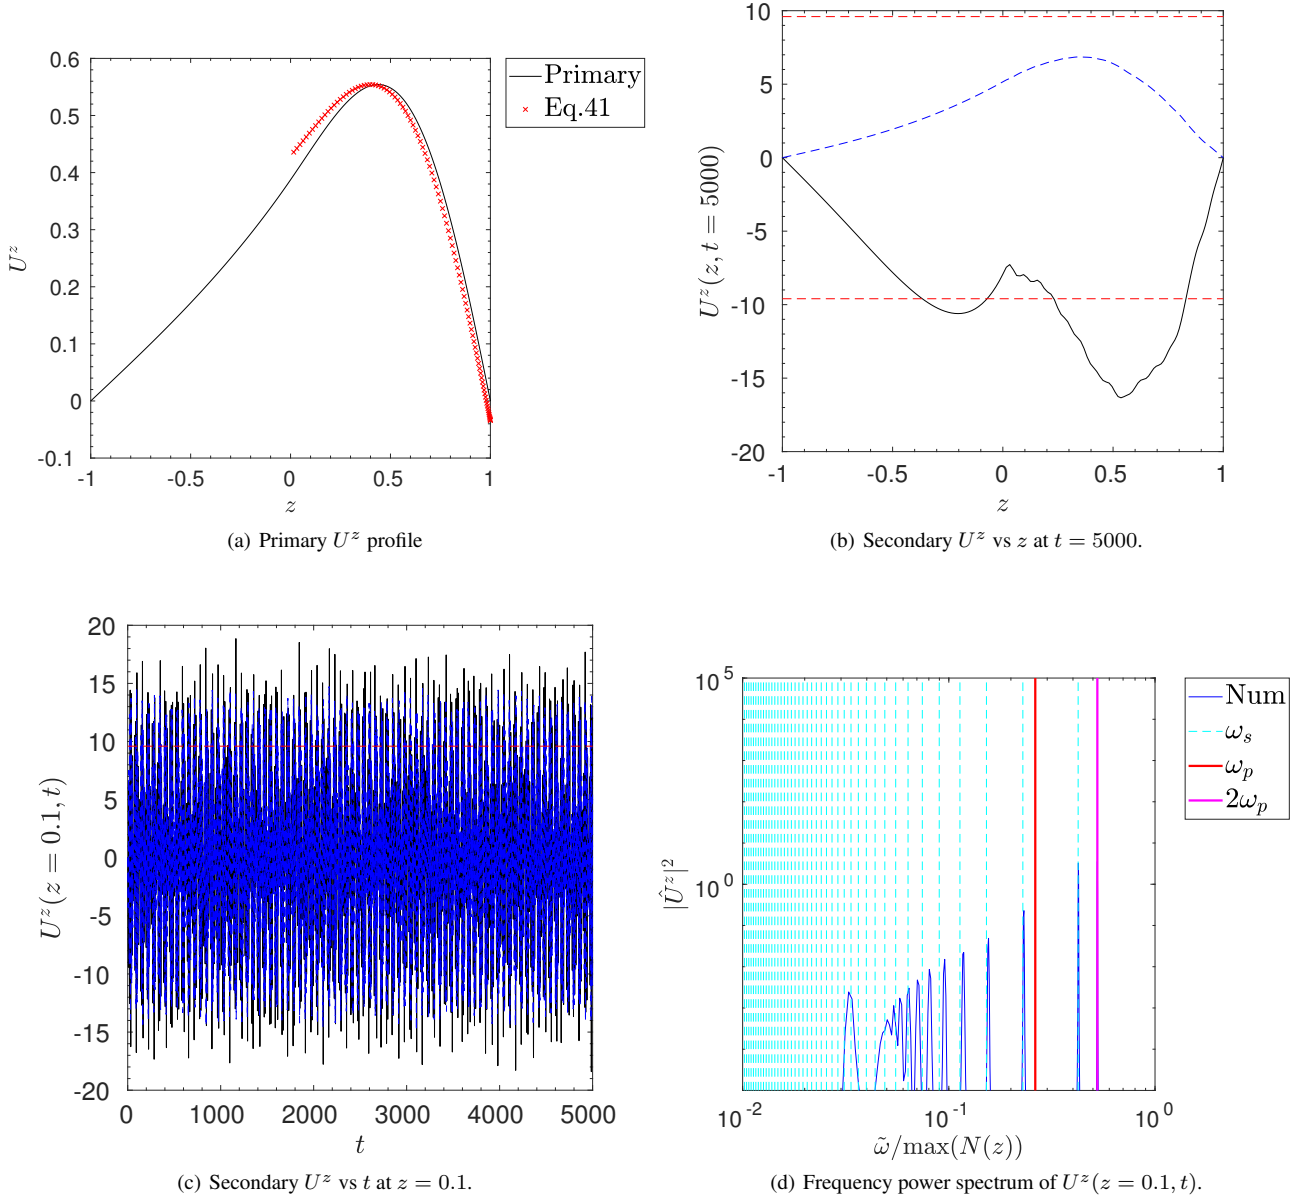 0.6
0.5
0.4
0.3
0.2
0.1
0
-0.1
U^z
-1
-0.5
0
0.5
1
z
Primary
Eq.41
(a) Primary U^z profile
10
5
0
-5
-10
-15
-20
U^z(z, t = 5000)
-1
-0.5
0
0.5
1
z
(b) Secondary U^z vs z at t = 5000.
20
15
10
5
0
-5
-10
-15
-20
U^z(z = 0.1, t)
0
1000
2000
3000
4000
5000
t
(c) Secondary U^z vs t at z = 0.1.
10^5
10^0
|Û^z|^2
10^-2
10^-1
10^0
ω̃/max(N(z))
Num
ω_s
ω_p
2ω_p
(d) Frequency power spectrum of U^z(z = 0.1, t).